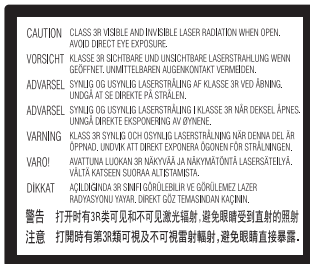 CAUTION CLASS 3R VISIBLE AND INVISIBLE LASER RADIATION WHEN OPEN.
AVOID DIRECT EYE EXPOSURE.
VORSICHT KLASSE 3R SICHTBARE UND UNSICHTBARE LASERSTRAHLUNG WENN
GEÖFFNET. UNMITTELBAREN AUGENKONTAKT VERMEIDEN.
ADVARSEL SYNLIG OG USYNLIG LASERSTRÅLING AF KLASSE 3R VED ÅBNING.
UNDGÅ AT SE DIREKTE PÅ STRÅLEN.
ADVARSEL SYNLIG OG USYNLIG LASERSTRÅLING I KLASSE 3R NÅR DEKSEL ÅPNES.
UNNGÅ DIREKTE EKSPONERING AV ØYNENE.
VARNING KLASS 3R SYNLIG OCH OSYNLIG LASERSTRÅLNING NÄR DENNA DEL ÄR
ÖPPNAD. UNDVIK ATT DIREKT EXPONERA ÖGONEN FÖR STRÅLNINGEN.
VARO! AVATTUNA LUOKAN 3R NÄKYVÄÄ JA NÄKYMÄTÖNTÄ LASERSÄTEILYÄ.
VÄLTÄ KATSEEN SUORAA ALTISTAMISTA.
DİKKAT AÇILDIĞINDA 3R SINIFI GÖRÜLEBİLİR VE GÖRÜLEMEZ LAZER
RADYASYONU YAYAR. DİREKT GÖZ TEMASINDAN KAÇININ.
警告 打开时有3R类可见和不可见激光辐射,避免眼睛受到直射的照射
注意 打開時有第3R類可視及不可視雷射輻射,避免眼睛直接暴露。